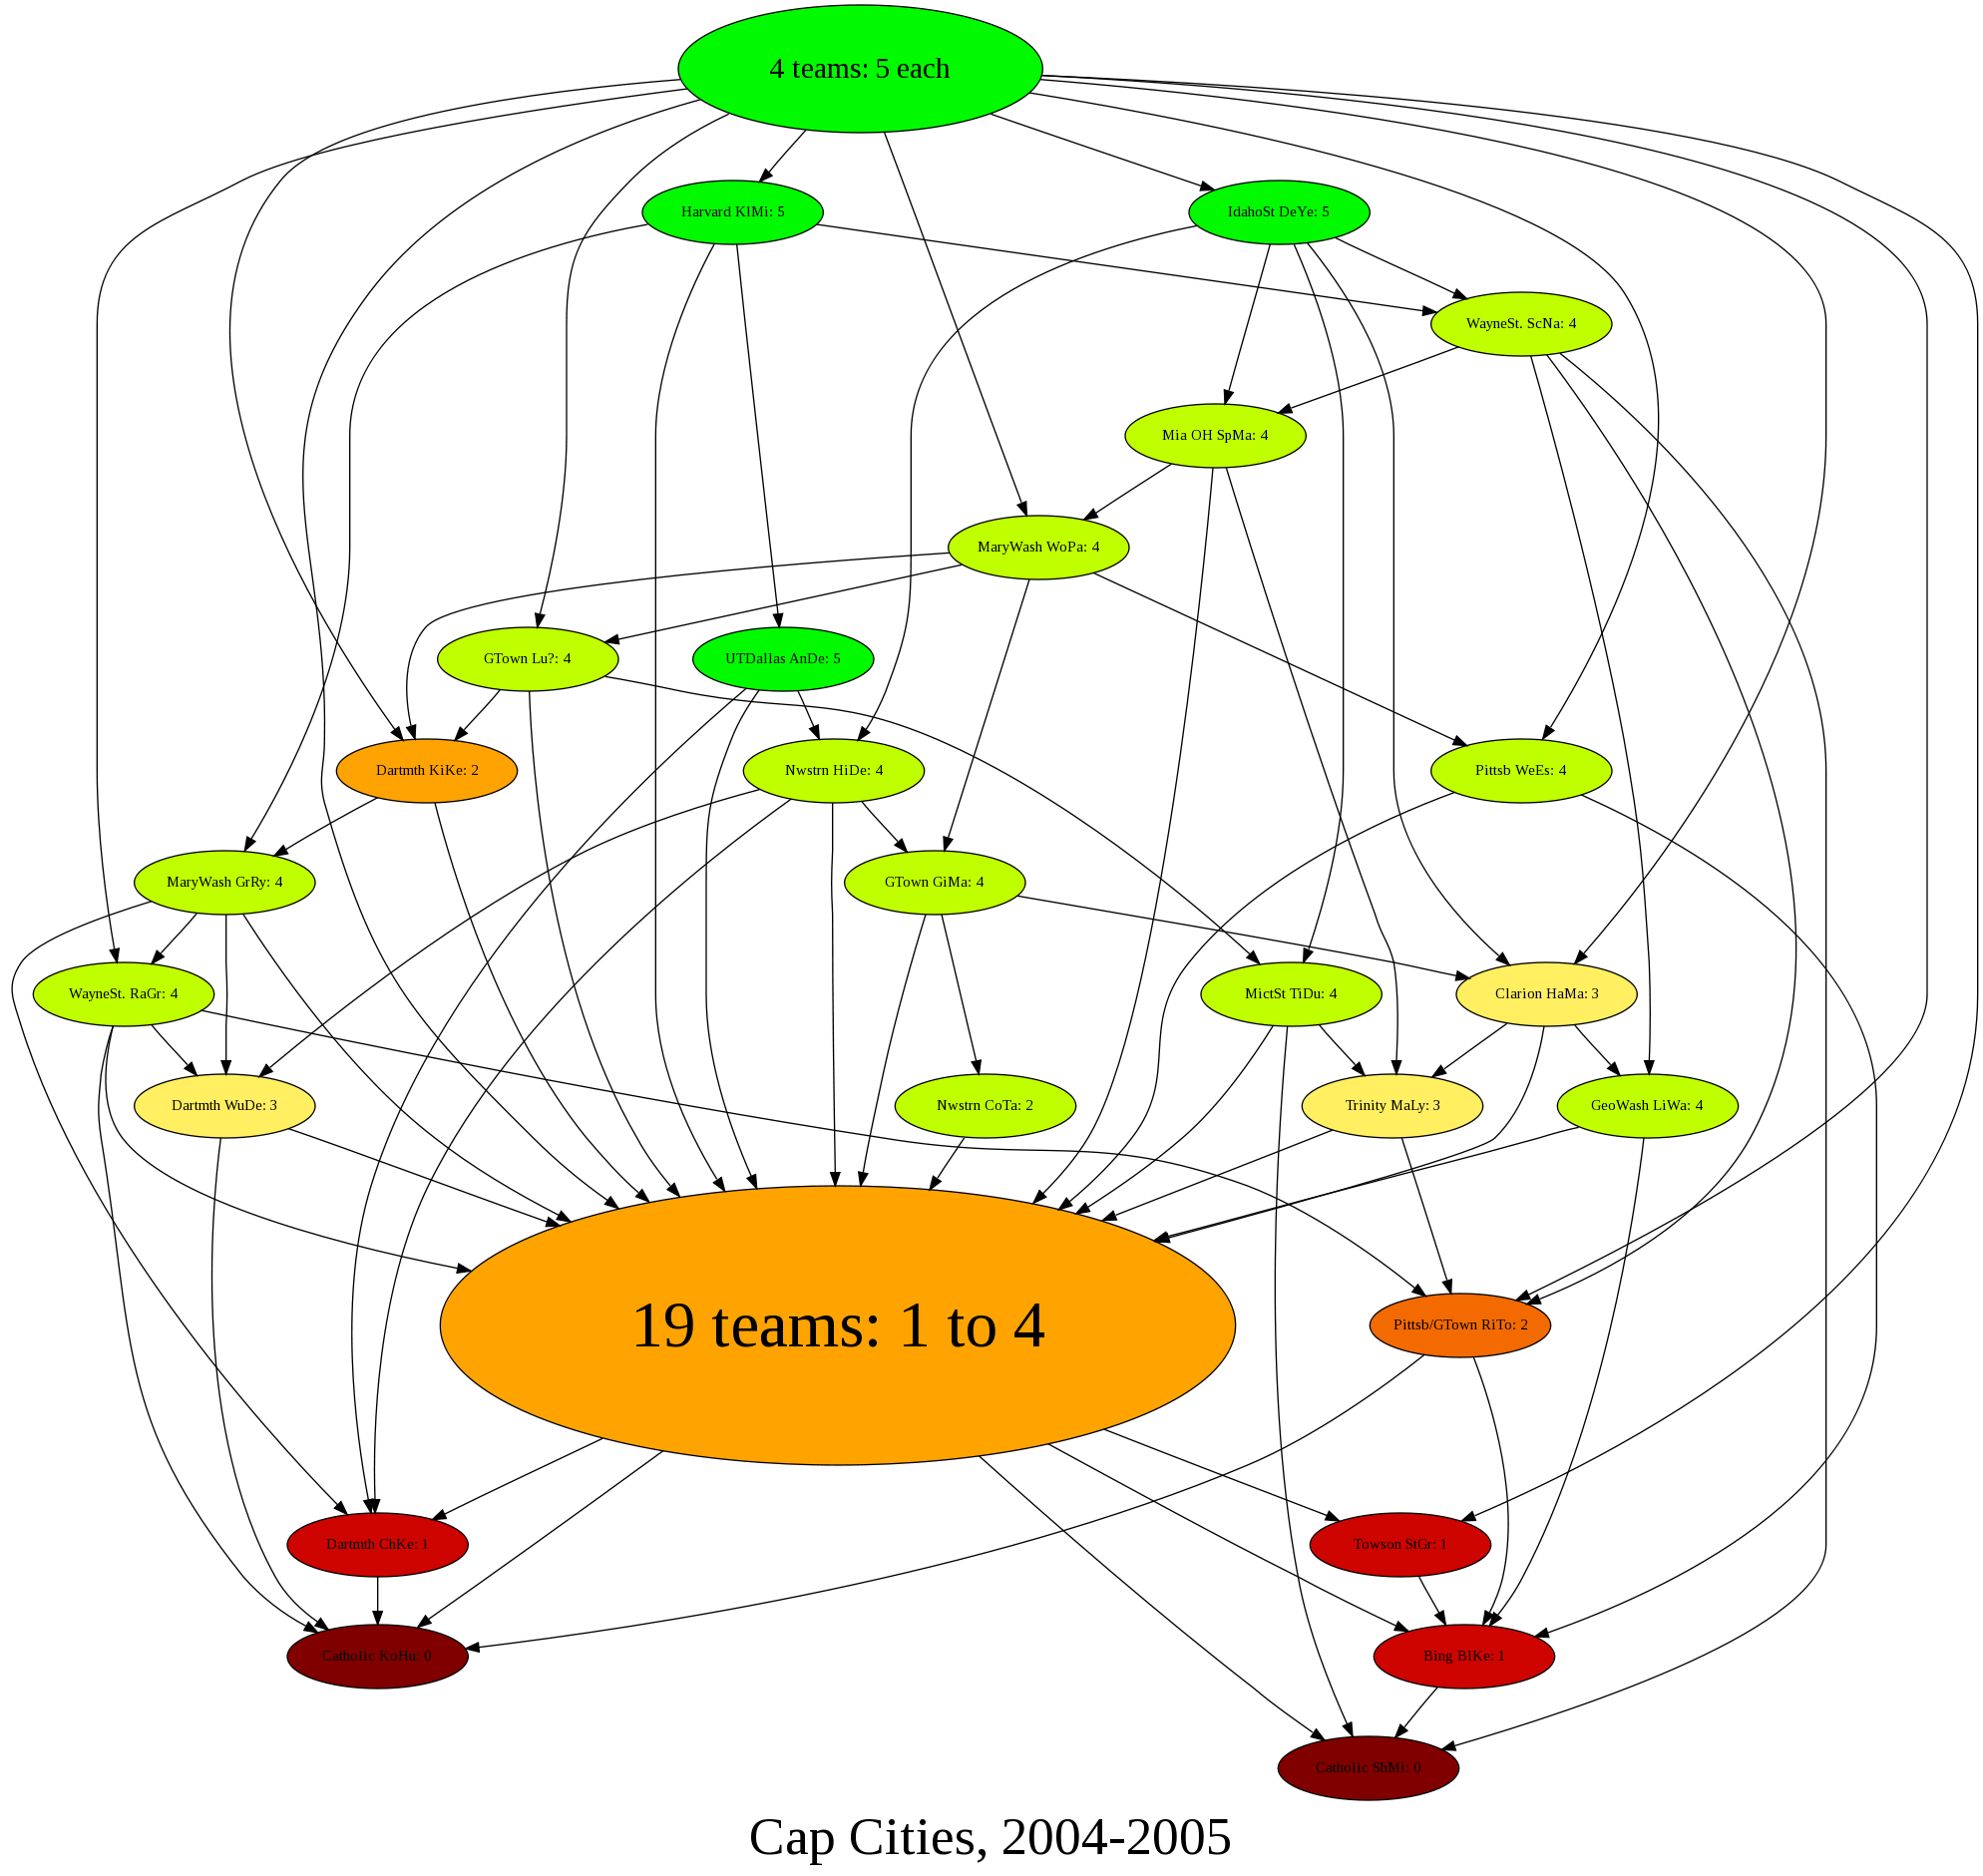 4 teams: 5 each
Harvard KlMi: 5
IdahoSt DeYe: 5
WayneSt. ScNa: 4
Mia OH SpMa: 4
MaryWash WoPa: 4
GTown Lu?: 4
UTDallas AnDe: 5
Dartmth KiKe: 2
Nwstrn HiDe: 4
Pittsb WeEs: 4
MaryWash GrRy: 4
GTown GiMa: 4
WayneSt. RaGr: 4
MictSt TiDu: 4
Clarion HaMa: 3
Dartmth WuDe: 3
Nwstrn CoTa: 2
Trinity MaLy: 3
GeoWash LiWa: 4
19 teams: 1 to 4
Pittsb/GTown RiTo: 2
Dartmth ChKe: 1
Towson StGr: 1
Catholic KoHu: 0
Bing BlKe: 1
Catholic ShMi: 0
Cap Cities, 2004-2005